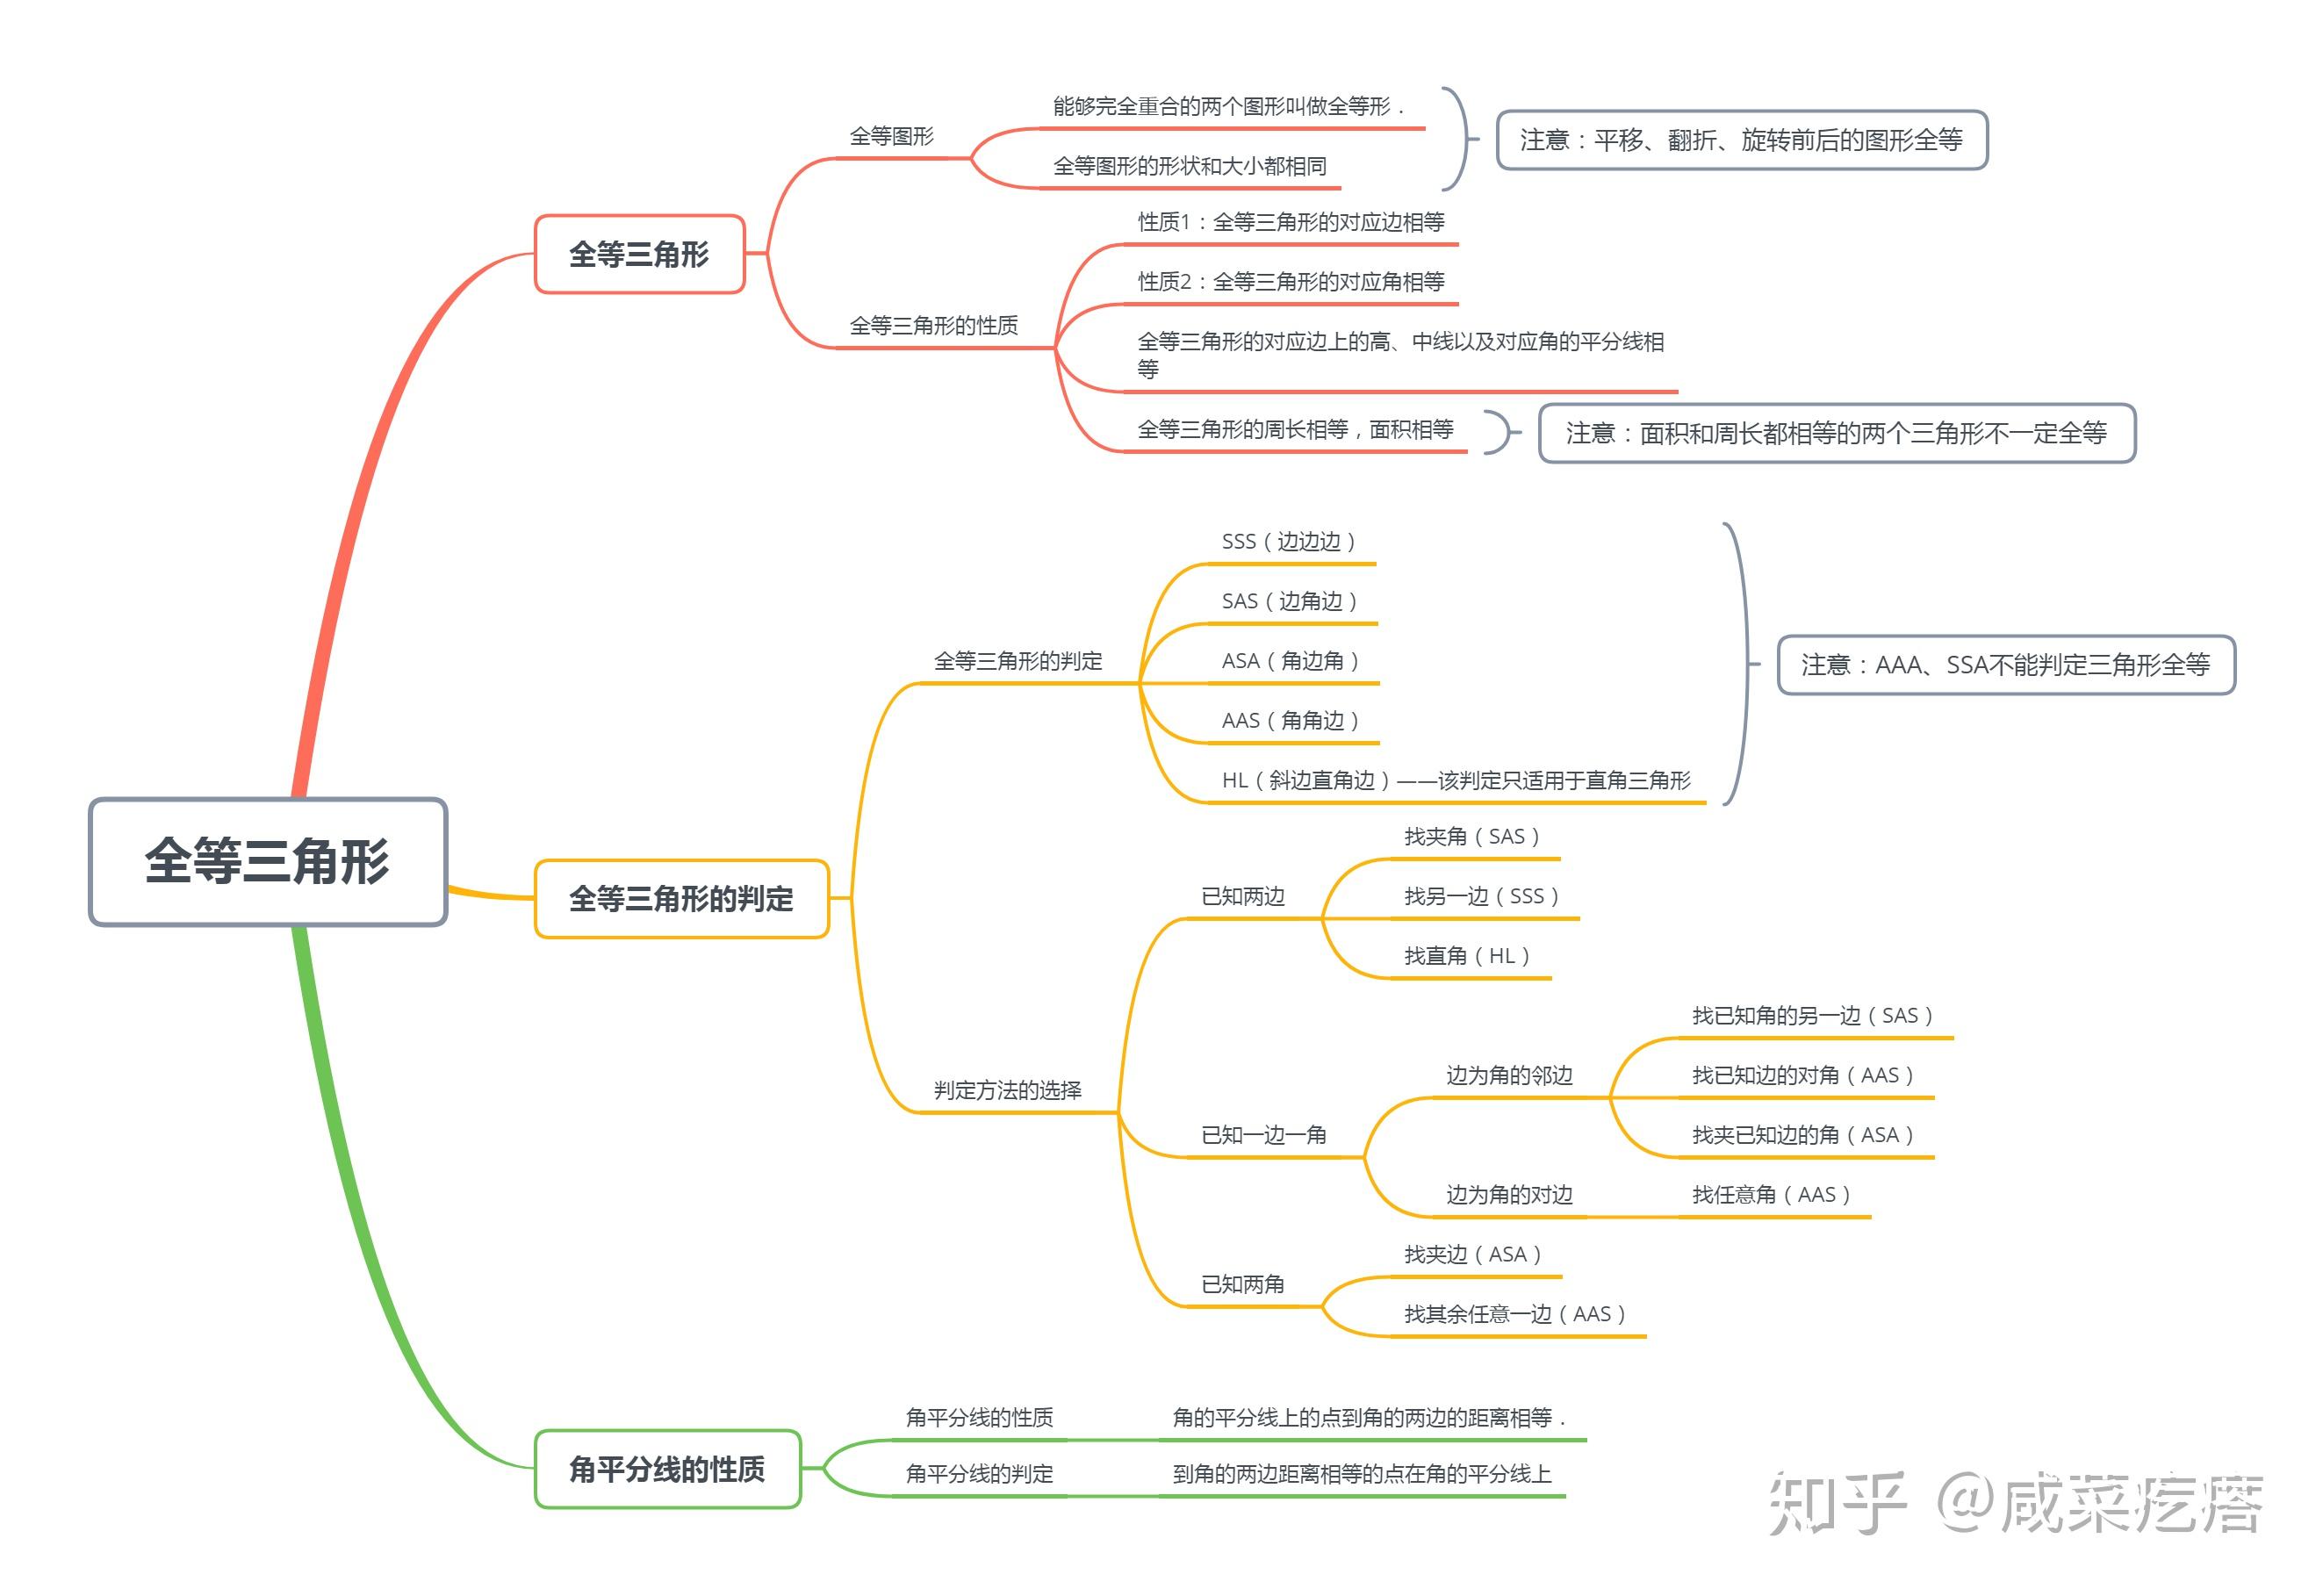 能够完全重合的两个图形叫做全等形．
全等图形
全等图形的形状和大小都相同
注意：平移、翻折、旋转前后的图形全等
全等三角形
性质1：全等三角形的对应边相等
性质2：全等三角形的对应角相等
全等三角形的性质
全等三角形的对应边上的高、中线以及对应角的平分线相
等
全等三角形的周长相等，面积相等
注意：面积和周长都相等的两个三角形不一定全等
SSS（边边边）
SAS（边角边）
全等三角形的判定
ASA（角边角）
AAS（角角边）
HL（斜边直角边）——该判定只适用于直角三角形
注意：AAA、SSA不能判定三角形全等
全等三角形
全等三角形的判定
找夹角（SAS）
已知两边
找另一边（SSS）
找直角（HL）
判定方法的选择
找已知角的另一边（SAS）
边为角的邻边
找已知边的对角（AAS）
已知一边一角
找夹已知边的角（ASA）
边为角的对边
找任意角（AAS）
找夹边（ASA）
已知两角
找其余任意一边（AAS）
角平分线的性质
角平分线的性质
角的平分线上的点到角的两边的距离相等．
角平分线的判定
到角的两边距离相等的点在角的平分线上
知乎 @咸菜疙瘩